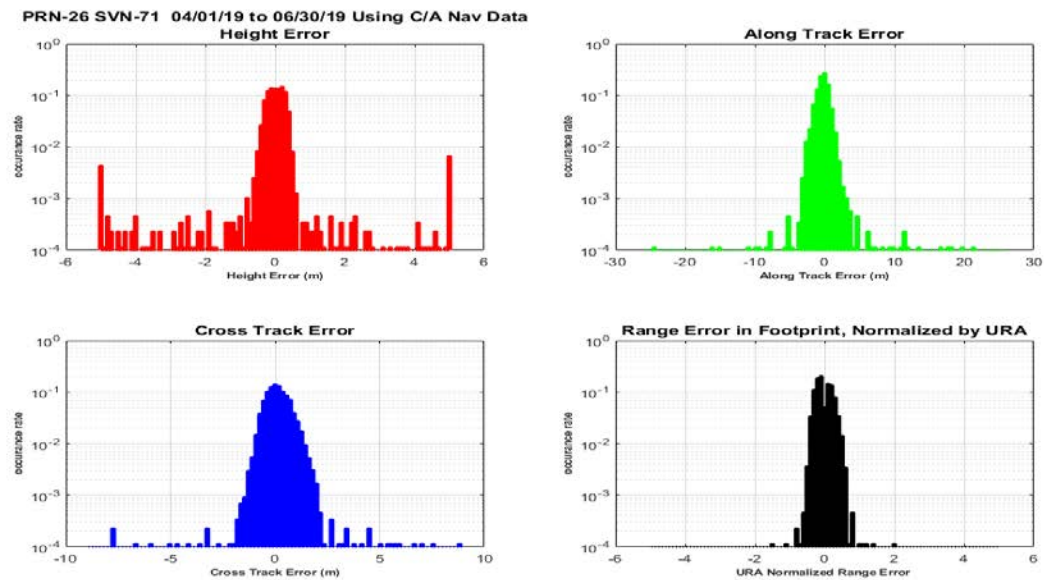 PRN-26 SVN-71 04/01/19 to 06/30/19 Using C/A Nav Data
Height Error
10^0
10^-1
10^-2
10^-3
10^-4
occurance rate
-6 -4 -2 0 2 4 6
Height Error (m)
Along Track Error
10^0
10^-1
10^-2
10^-3
10^-4
occurance rate
-30 -20 -10 0 10 20 30
Along Track Error (m)
Cross Track Error
10^0
10^-1
10^-2
10^-3
10^-4
occurance rate
-10 -5 0 5 10
Cross Track Error (m)
Range Error in Footprint, Normalized by URA
10^0
10^-1
10^-2
10^-3
10^-4
occurance rate
-6 -4 -2 0 2 4 6
URA Normalized Range Error